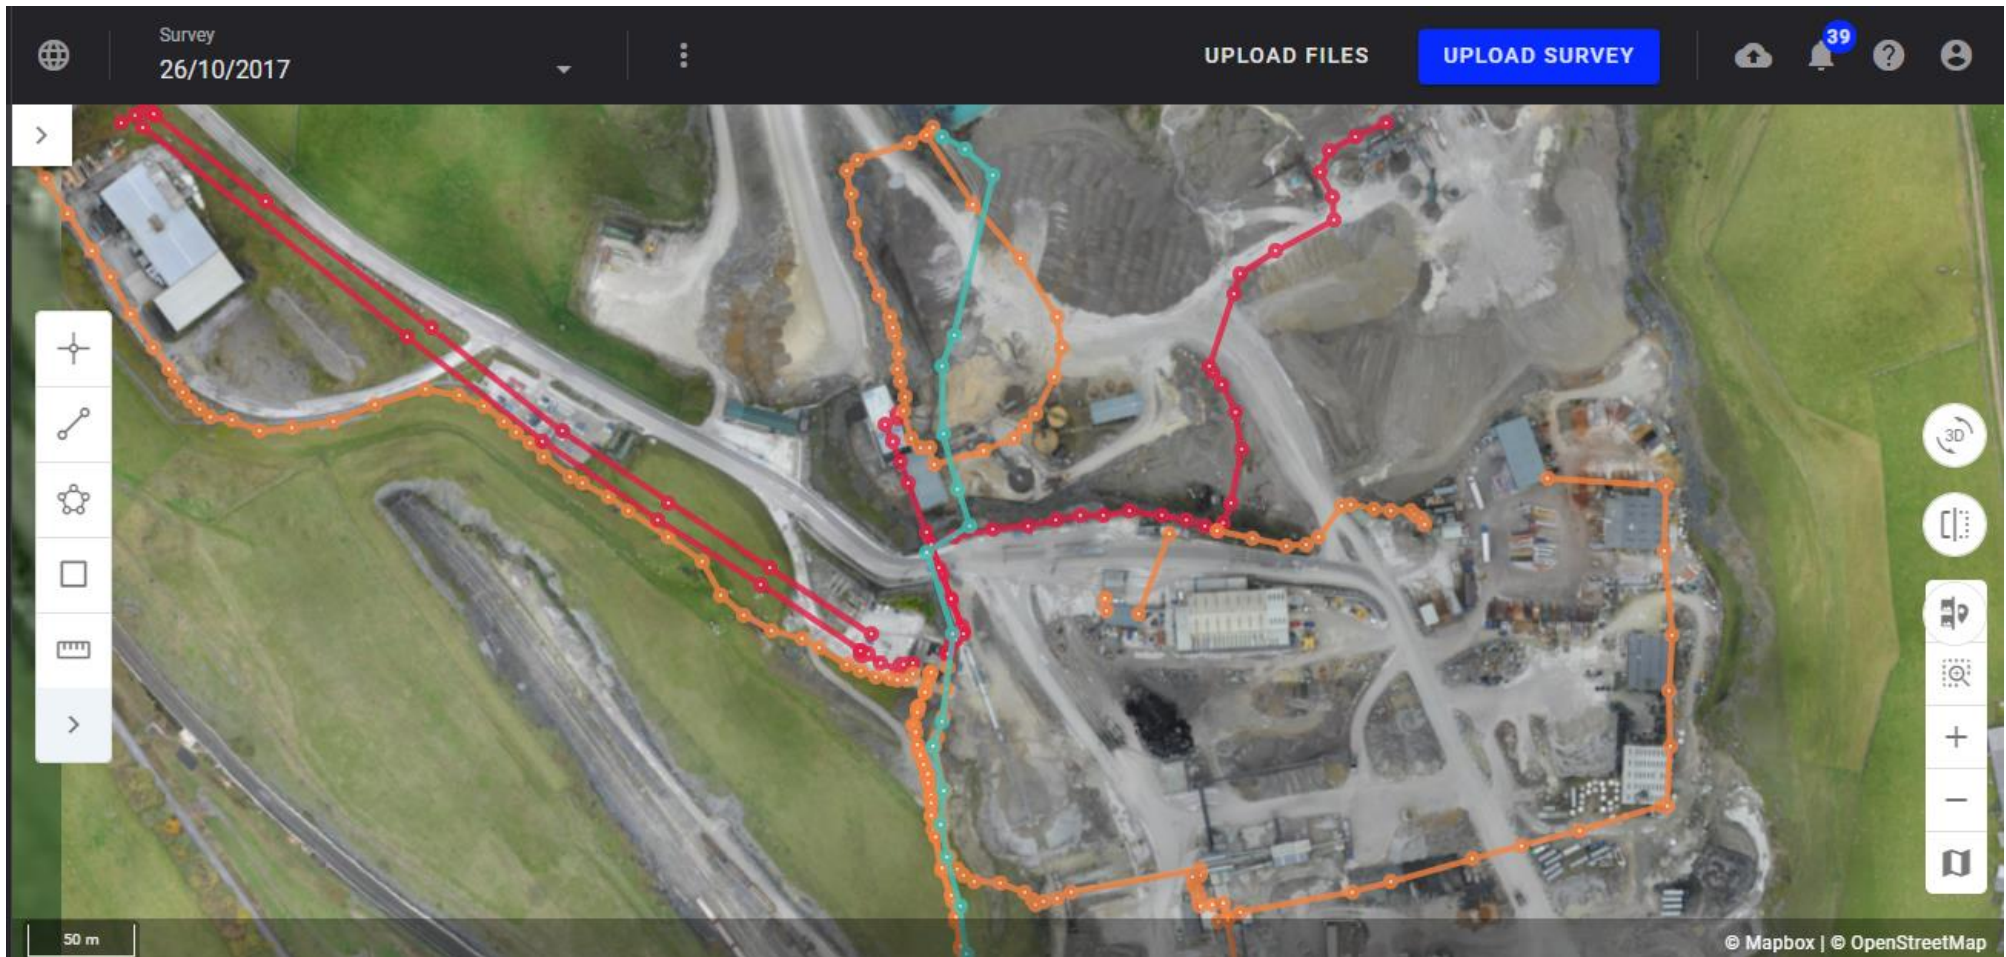 Survey
26/10/2017
UPLOAD FILES
UPLOAD SURVEY
39
3D
50 m
© Mapbox | © OpenStreetMap